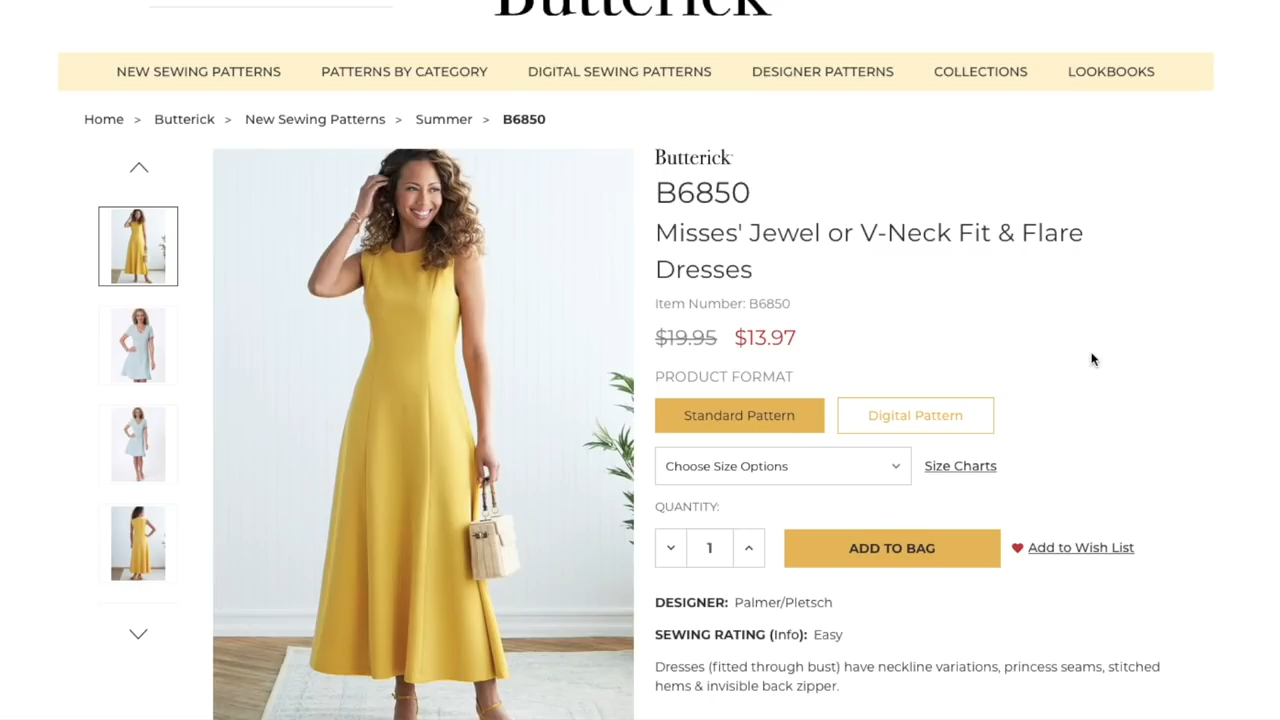 Butterick
NEW SEWING PATTERNS PATTERNS BY CATEGORY DIGITAL SEWING PATTERNS DESIGNER PATTERNS COLLECTIONS LOOKBOOKS
Home > Butterick > New Sewing Patterns > Summer > B6850
Butterick
B6850
Misses' Jewel or V-Neck Fit & Flare
Dresses
Item Number: B6850
$19.95 $13.97
PRODUCT FORMAT
Standard Pattern Digital Pattern
Choose Size Options Size Charts
QUANTITY:
1 ADD TO BAG Add to Wish List
DESIGNER: Palmer/Pletsch
SEWING RATING (Info): Easy
Dresses (fitted through bust) have neckline variations, princess seams, stitched
hems & invisible back zipper.